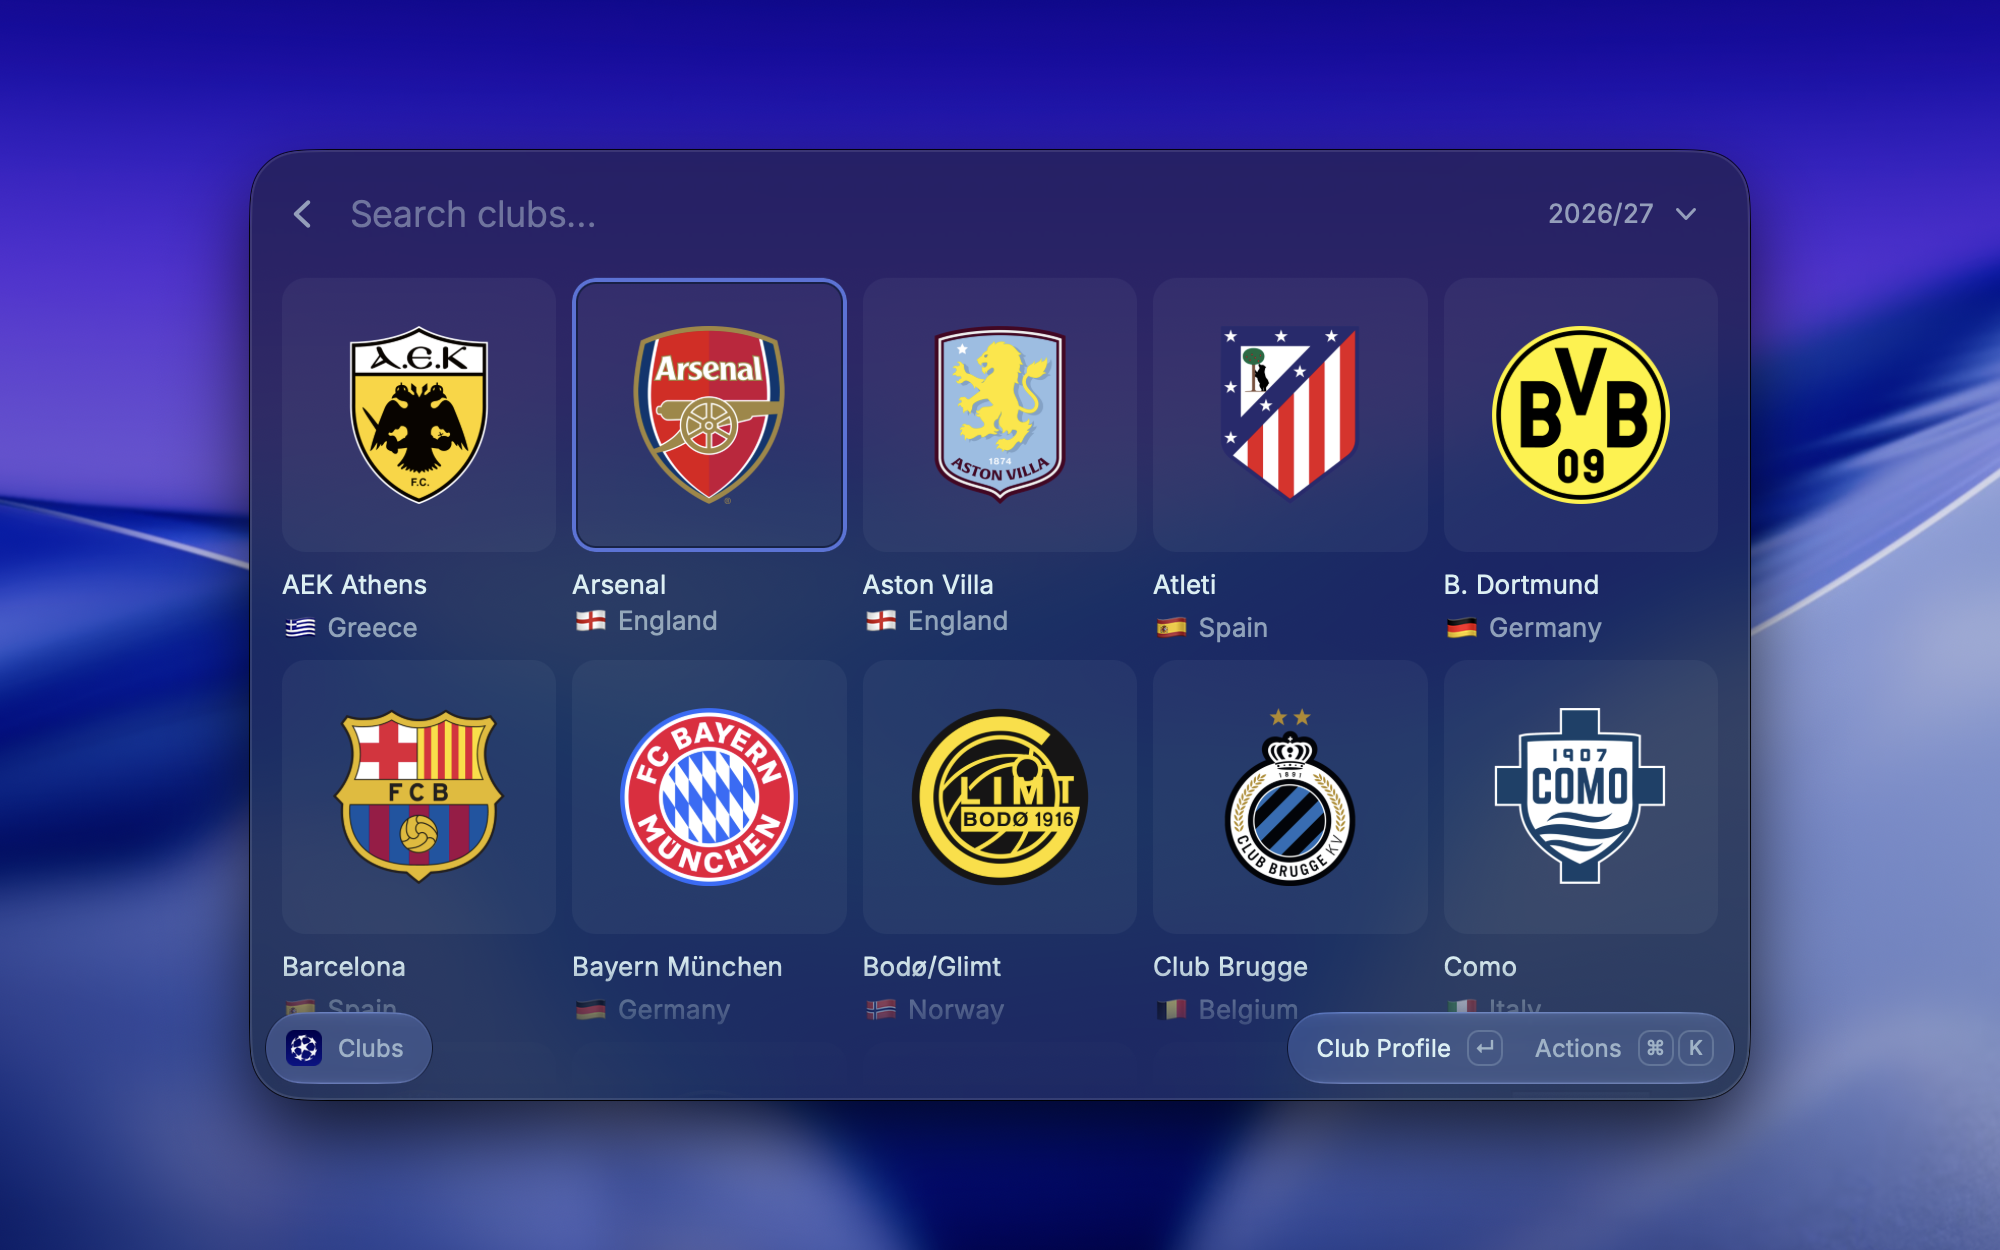 Search clubs...
2026/27
A.E.K
F.C.
Arsenal
1874
ASTON VILLA
BVB
09
AEK Athens
Arsenal
Aston Villa
Atleti
B. Dortmund
Greece
England
England
Spain
Germany
FCB
FC BAYERN
MÜNCHEN
LIMT
BODØ 1916
1891
CLUB BRUGGE KV
1907
COMO
Barcelona
Bayern München
Bodø/Glimt
Club Brugge
Como
Spain
Germany
Norway
Belgium
Italy
Clubs
Club Profile
Actions
⌘
K